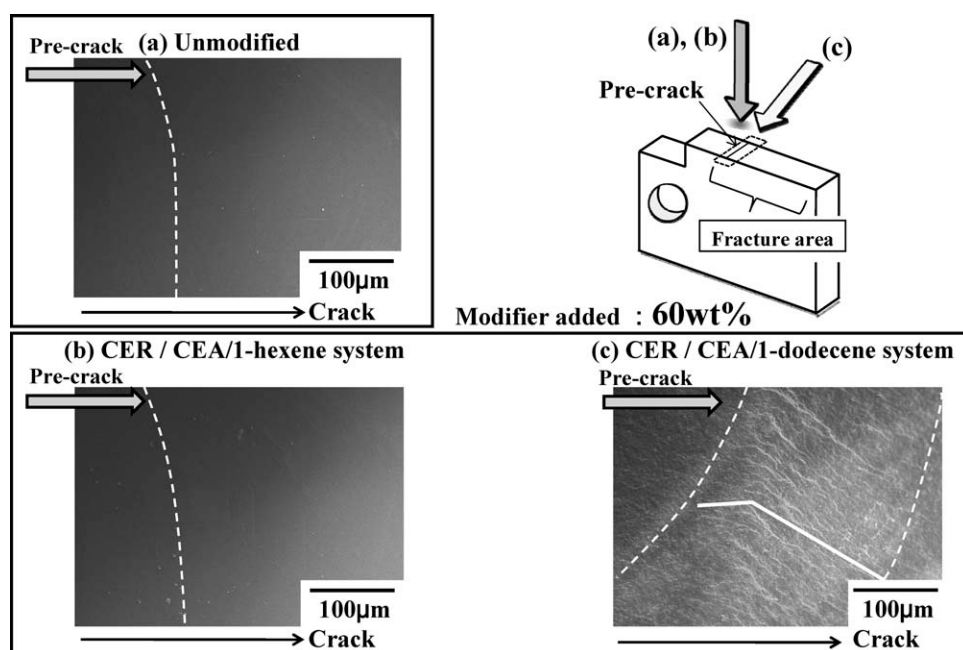 (a) Unmodified
Pre-crack
100μm
Crack
(a), (b)
(c)
Pre-crack
Fracture area
Modifier added : 60wt%
(b) CER / CEA/1-hexene system
Pre-crack
100μm
Crack
(c) CER / CEA/1-dodecene system
Pre-crack
100μm
Crack